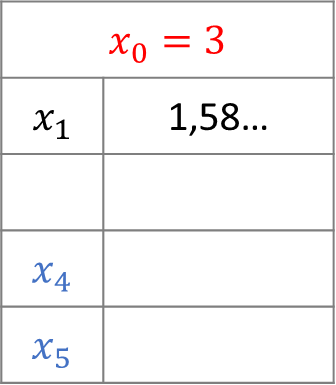 x₀ = 3
x₁ 1,58...
x₄
x₅